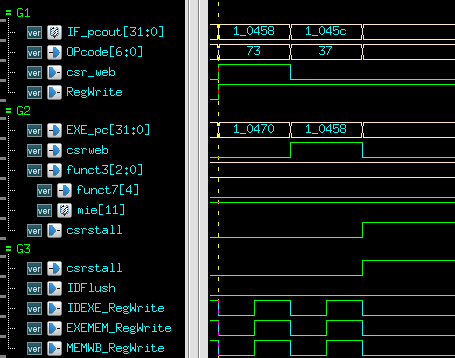 = G1
ver IF_pcout[31:0] 1_0458 1_045c
ver OPcode[6:0] 73 37
ver csr_web
ver RegWrite
= G2
ver EXE_pc[31:0] 1_0470 1_0458
ver csrweb
ver funct3[2:0]
ver funct7[4]
ver mie[11]
ver csrstall
= G3
ver csrstall
ver IDFlush
ver IDEXE_RegWrite
ver EXEMEM_RegWrite
ver MEMWB_RegWrite